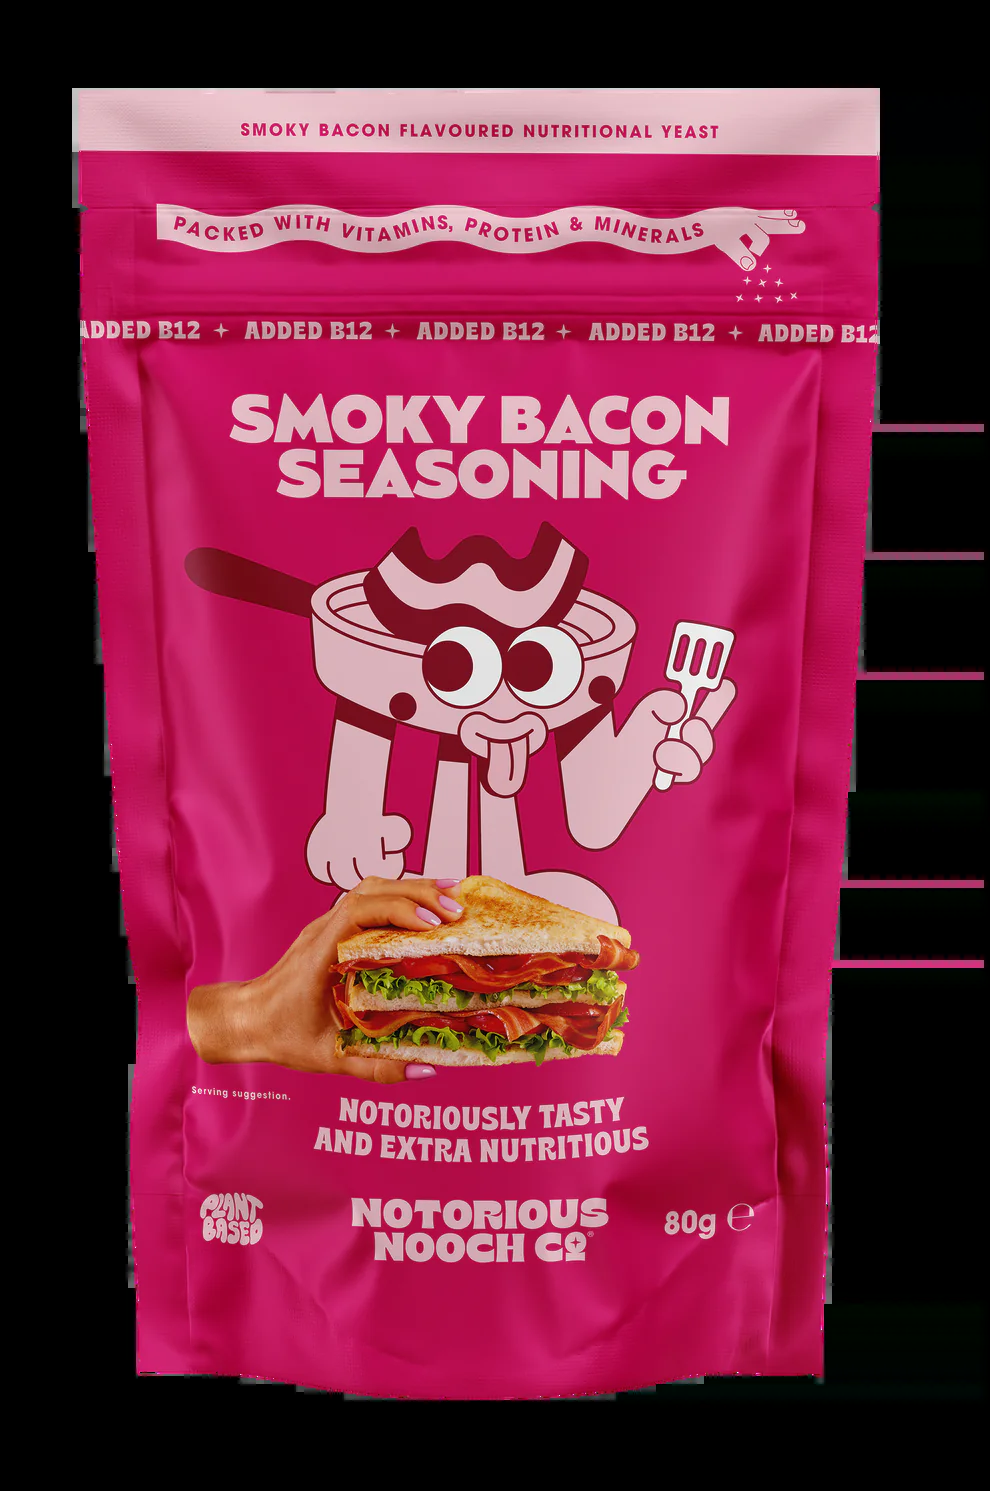 SMOKY BACON FLAVOURED NUTRITIONAL YEAST
PACKED WITH VITAMINS, PROTEIN & MINERALS
ADDED B12 ADDED B12 ADDED B12 ADDED B12 ADDED B12
SMOKY BACON
SEASONING
Serving suggestion.
NOTORIOUSLY TASTY
AND EXTRA NUTRITIOUS
PLANT
BASED
NOTORIOUS
NOOCH CO®
80g ℮